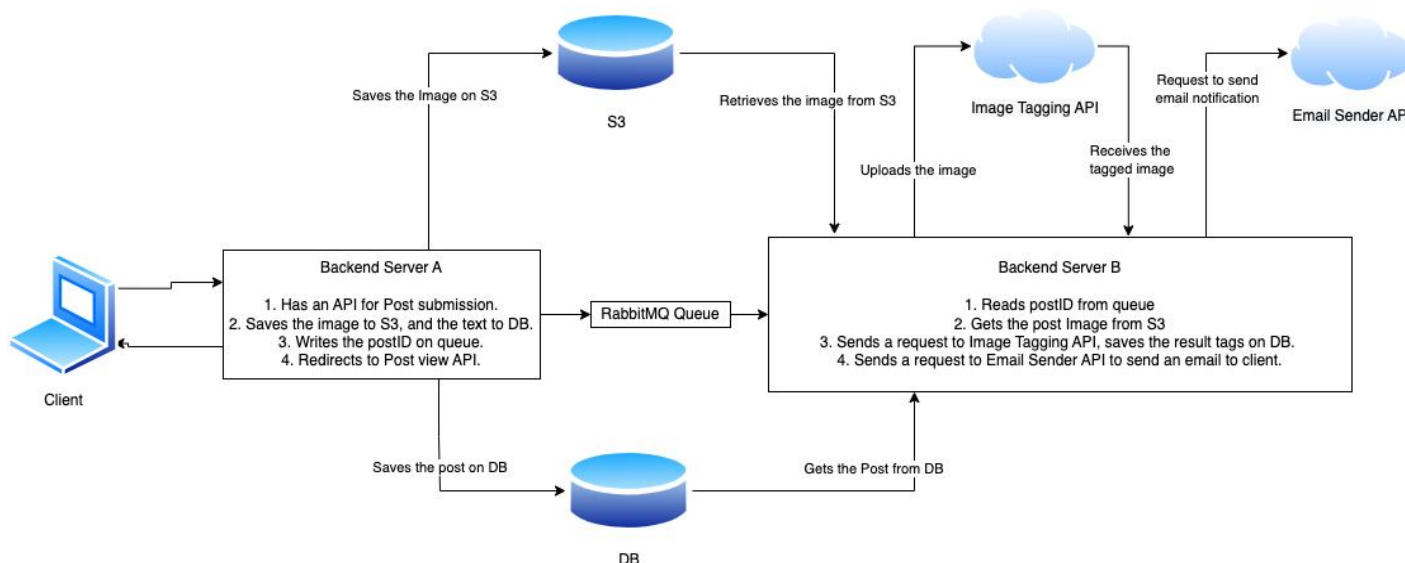 Saves the Image on S3
S3
Retrieves the image from S3
Image Tagging API
Uploads the image
Receives the
tagged image
Request to send
email notification
Email Sender AP
Client
Backend Server A
1. Has an API for Post submission.
2. Saves the image to S3, and the text to DB.
3. Writes the postID on queue.
4. Redirects to Post view API.
RabbitMQ Queue
Backend Server B
1. Reads postID from queue
2. Gets the post Image from S3
3. Sends a request to Image Tagging API, saves the result tags on DB.
4. Sends a request to Email Sender API to send an email to client.
Saves the post on DB
DB
Gets the Post from DB